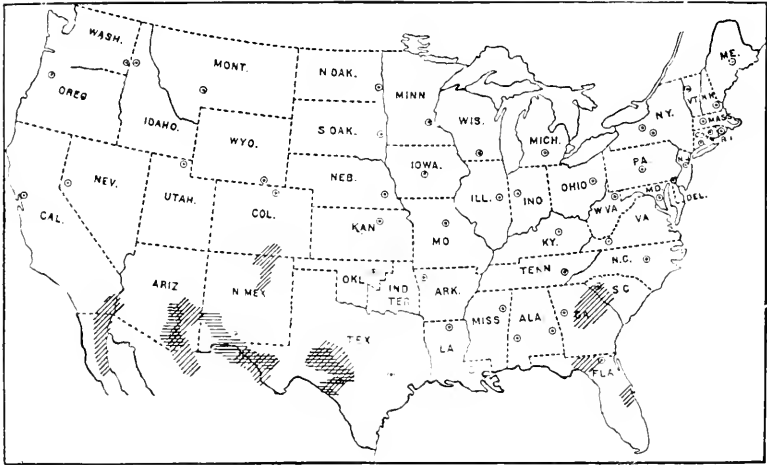 WASH.
MONT.
N DAK.
MINN
ME.
OREG
IDAHO.
S DAK.
WIS.
MICH.
N.Y.
VT.
N.H.
MASS
R.I.
WYO.
NEB.
IOWA.
PA.
N.J.
NEV.
UTAH.
COL.
KAN
ILL.
IND
OHIO
W VA
MD.
DEL.
CAL.
MO
KY.
VA
ARIZ
N MEX
OKL
IND
TER
ARK.
TENN
N.C.
S C
TEX
LA
MISS
ALA.
GA
FLA